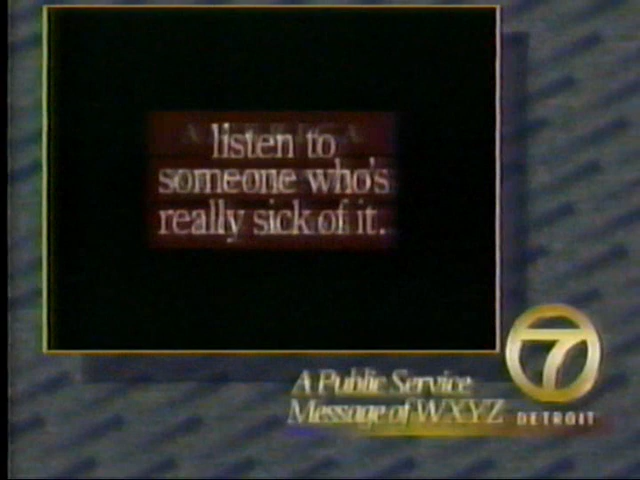 listen to
someone who's
really sick of it.
7
A Public Service
Message of WXYZ
DETROIT